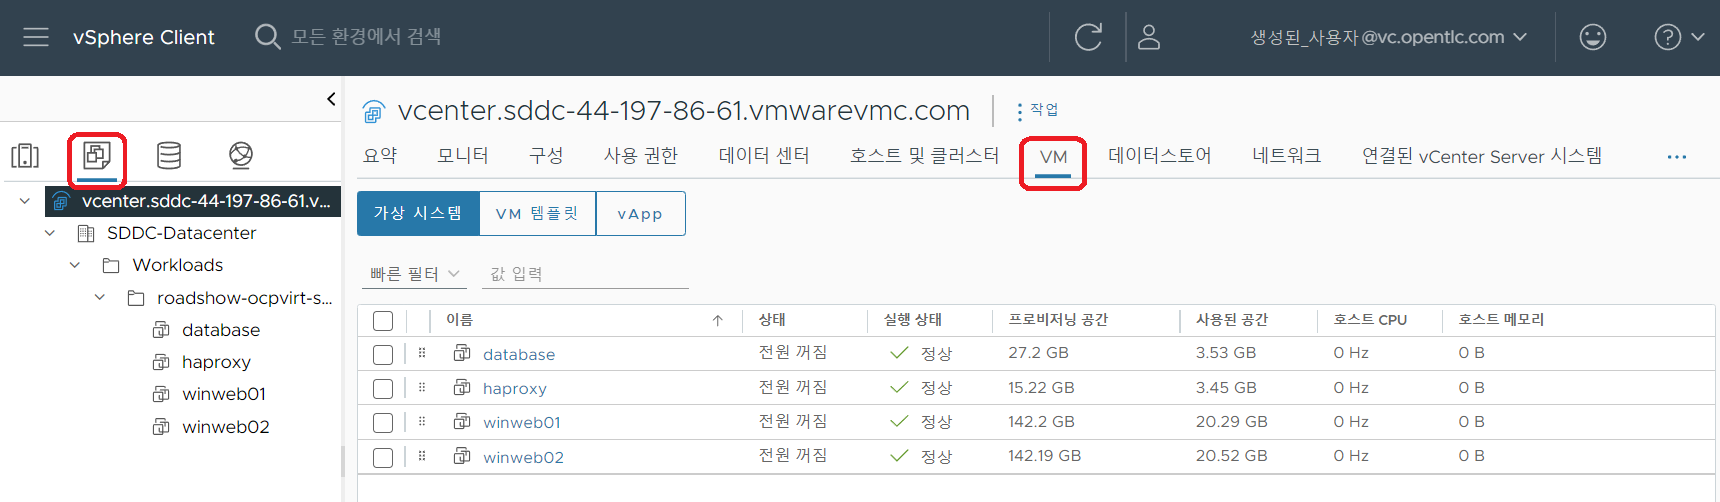 vSphere Client 모든 환경에서 검색 생성된_사용자@vc.opentlc.com
vcenter.sddc-44-197-86-61.vmwarevmc.com 작업
요약 모니터 구성 사용 권한 데이터 센터 호스트 및 클러스터 VM 데이터스토어 네트워크 연결된 vCenter Server 시스템 ...
vcenter.sddc-44-197-86-61.v...
SDDC-Datacenter
Workloads
roadshow-ocpvirt-s...
database
haproxy
winweb01
winweb02
가상 시스템 VM 템플릿 vApp
빠른 필터 값 입력
이름 상태 실행 상태 프로비저닝 공간 사용된 공간 호스트 CPU 호스트 메모리
database 전원 꺼짐 정상 27.2 GB 3.53 GB 0 Hz 0 B
haproxy 전원 꺼짐 정상 15.22 GB 3.45 GB 0 Hz 0 B
winweb01 전원 꺼짐 정상 142.2 GB 20.29 GB 0 Hz 0 B
winweb02 전원 꺼짐 정상 142.19 GB 20.52 GB 0 Hz 0 B